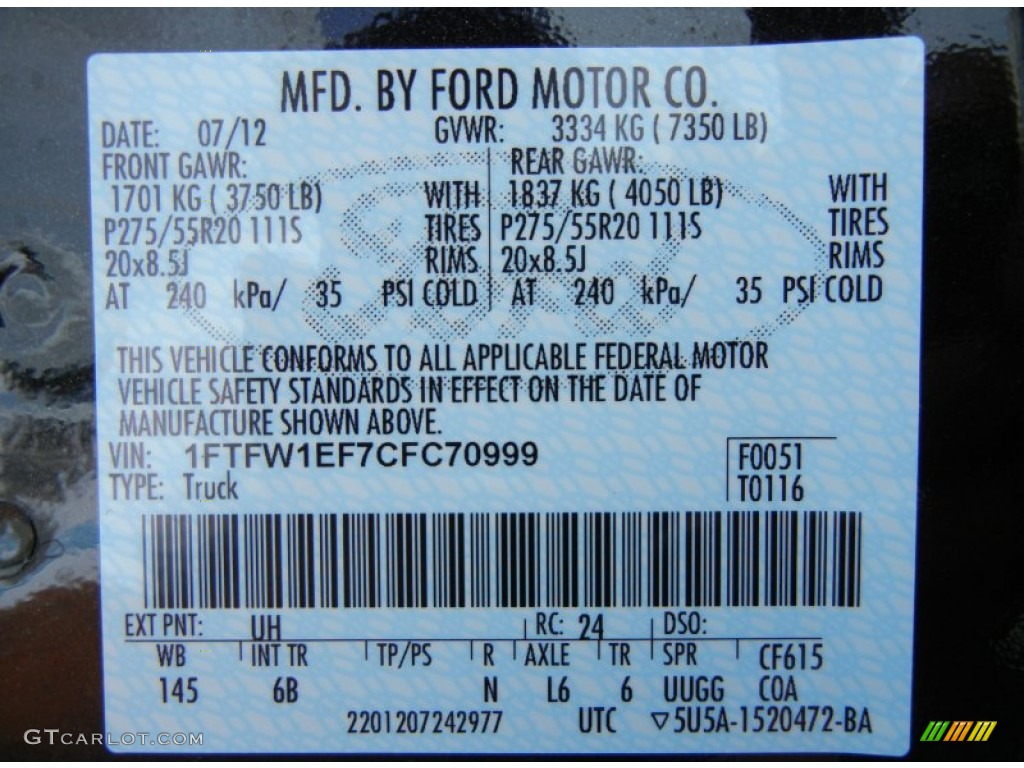 MFD. BY FORD MOTOR CO.
DATE: 07/12 GVWR: 3334 KG ( 7350 LB)
FRONT GAWR: REAR GAWR:
1701 KG ( 3750 LB) WITH 1837 KG ( 4050 LB) WITH
P275/55R20 111S TIRES P275/55R20 111S TIRES
20x8.5J RIMS 20x8.5J RIMS
AT 240 kPa/ 35 PSI COLD AT 240 kPa/ 35 PSI COLD
Ford
THIS VEHICLE CONFORMS TO ALL APPLICABLE FEDERAL MOTOR
VEHICLE SAFETY STANDARDS IN EFFECT ON THE DATE OF
MANUFACTURE SHOWN ABOVE.
VIN: 1FTFW1EF7CFC70999 F0051
TYPE: Truck T0116
EXT PNT: UH RC: 24 DSO:
WB INT TR TP/PS R AXLE TR SPR CF615
145 6B N L6 6 UUGG COA
2201207242977 UTC ▽5U5A-1520472-BA
GTCARLOT.COM